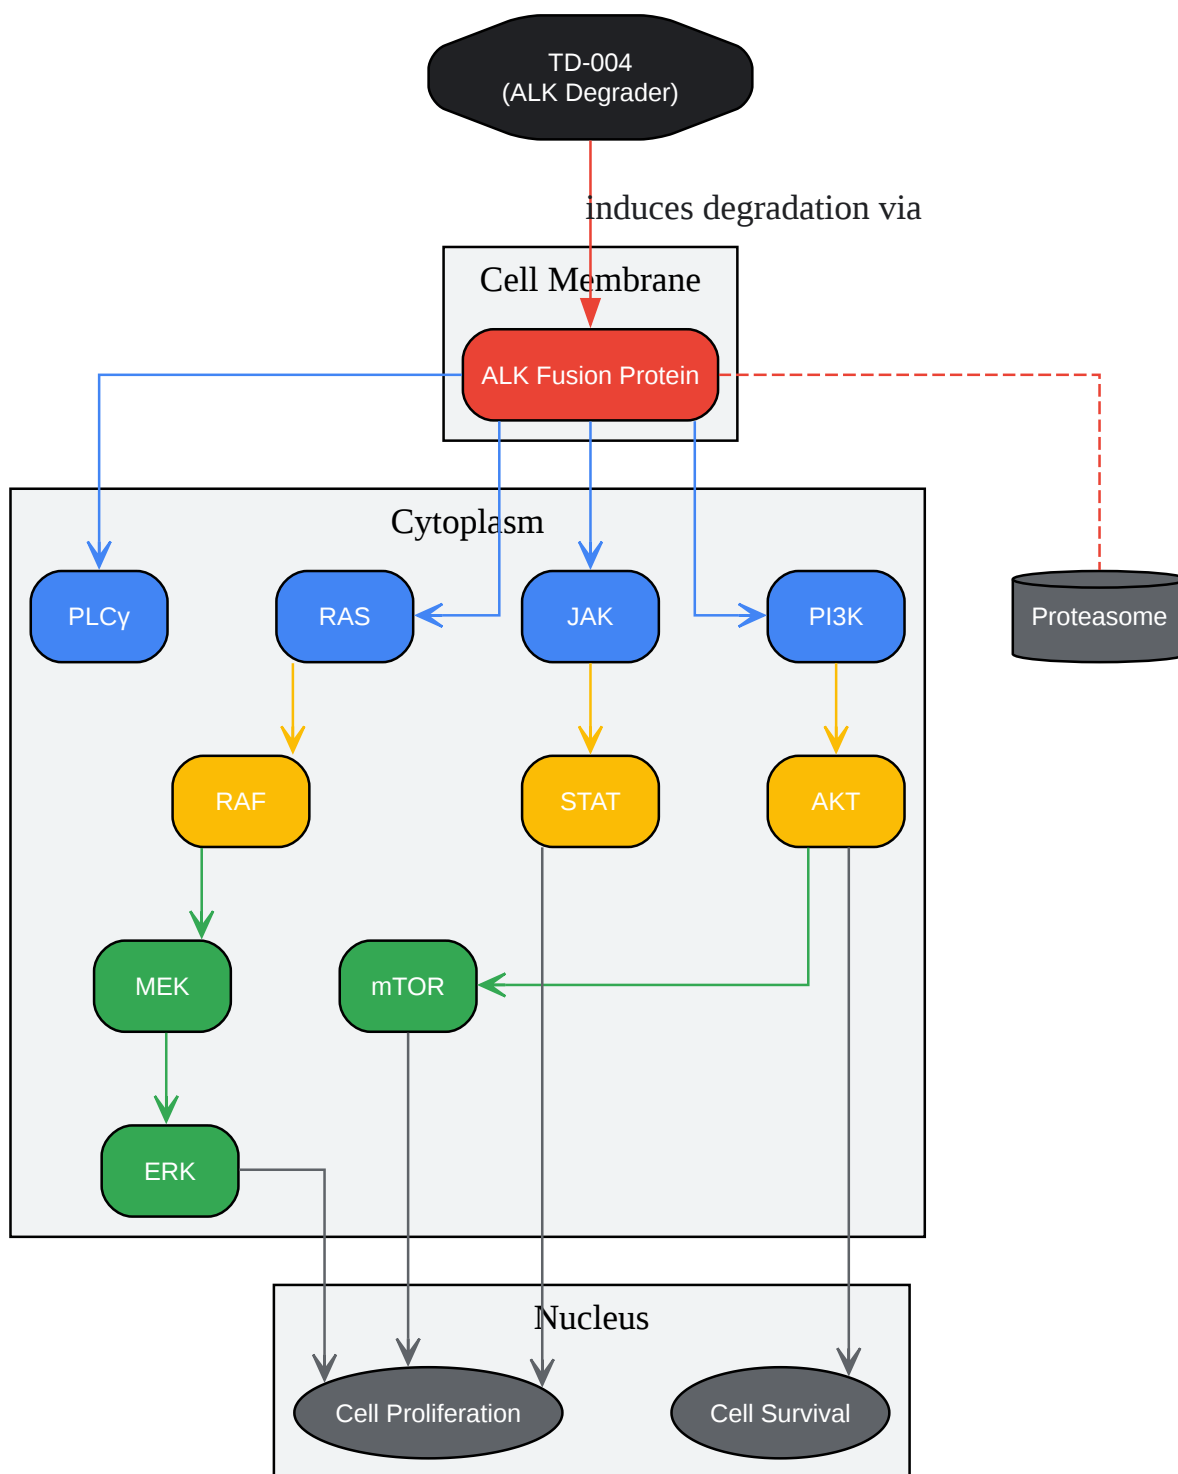 TD-004
(ALK Degrader)
induces degradation via
Cell Membrane
ALK Fusion Protein
Cytoplasm
PLCγ
RAS
JAK
PI3K
Proteasome
RAF
STAT
AKT
MEK
mTOR
ERK
Nucleus
Cell Proliferation
Cell Survival